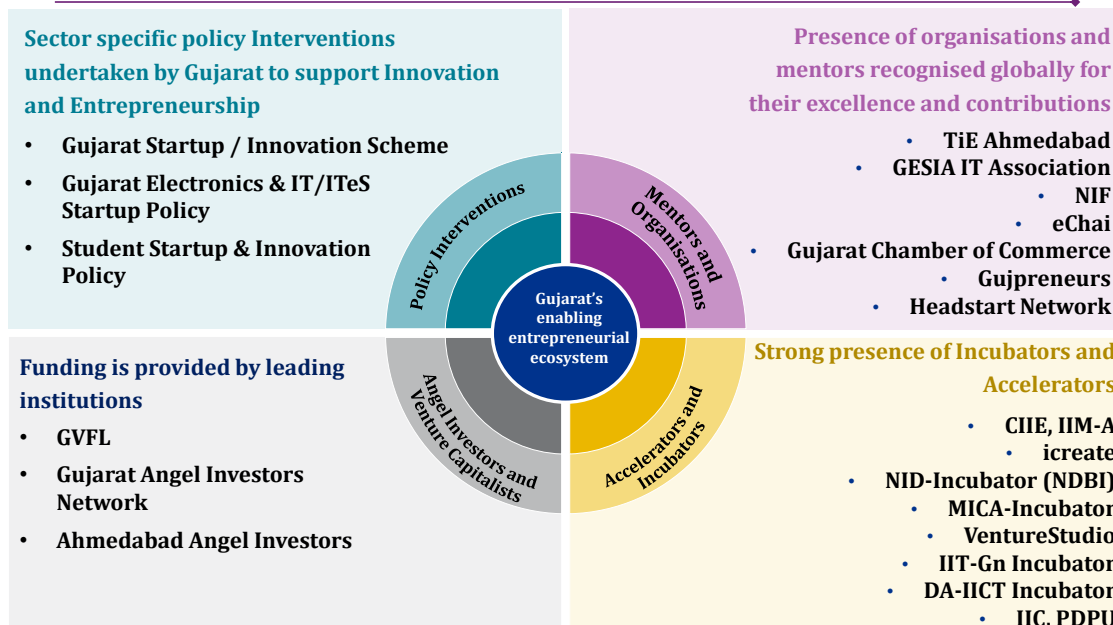 Sector specific policy Interventions
undertaken by Gujarat to support Innovation
and Entrepreneurship
• Gujarat Startup / Innovation Scheme
• Gujarat Electronics & IT/ITeS
Startup Policy
• Student Startup & Innovation
Policy
Presence of organisations and
mentors recognised globally for
their excellence and contributions
• TiE Ahmedabad
• GESIA IT Association
• NIF
• eChai
• Gujarat Chamber of Commerce
• Gujpreneurs
• Headstart Network
Policy Interventions
Mentors and
Organisations
Gujarat's
enabling
entrepreneurial
ecosystem
Angel Investors and
Venture Capitalists
Accelerators and
Incubators
Funding is provided by leading
institutions
• GVFL
• Gujarat Angel Investors
Network
• Ahmedabad Angel Investors
Strong presence of Incubators and
Accelerators
• CIIE, IIM-A
• icreate
• NID-Incubator (NDBI)
• MICA-Incubator
• VentureStudio
• IIT-Gn Incubator
• DA-IICT Incubator
• IIC, PDPU